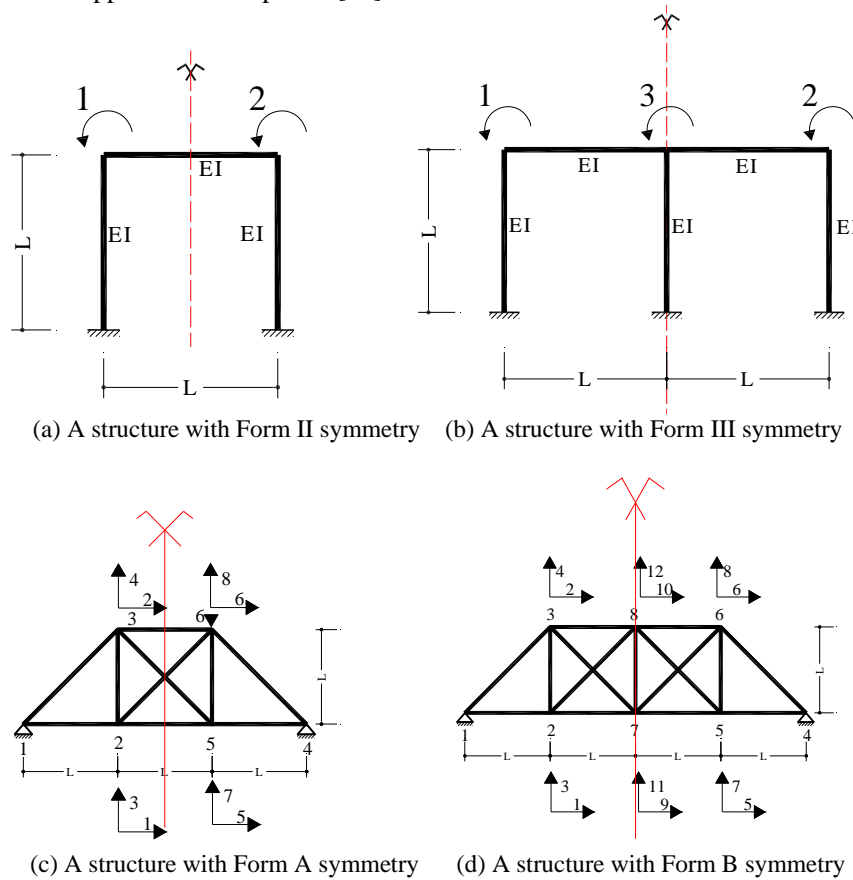 1 2
EI
EI EI
L
L
1 3 2
EI EI
EI EI EI
L
L L
(a) A structure with Form II symmetry (b) A structure with Form III symmetry
4 8
2 6
3 6
L
1 2 5 4
L L L
3 7
1 5
4 12 8
2 10 6
3 8 6
L
1 2 7 5 4
L L L L
3 11 7
1 9 5
(c) A structure with Form A symmetry (d) A structure with Form B symmetry